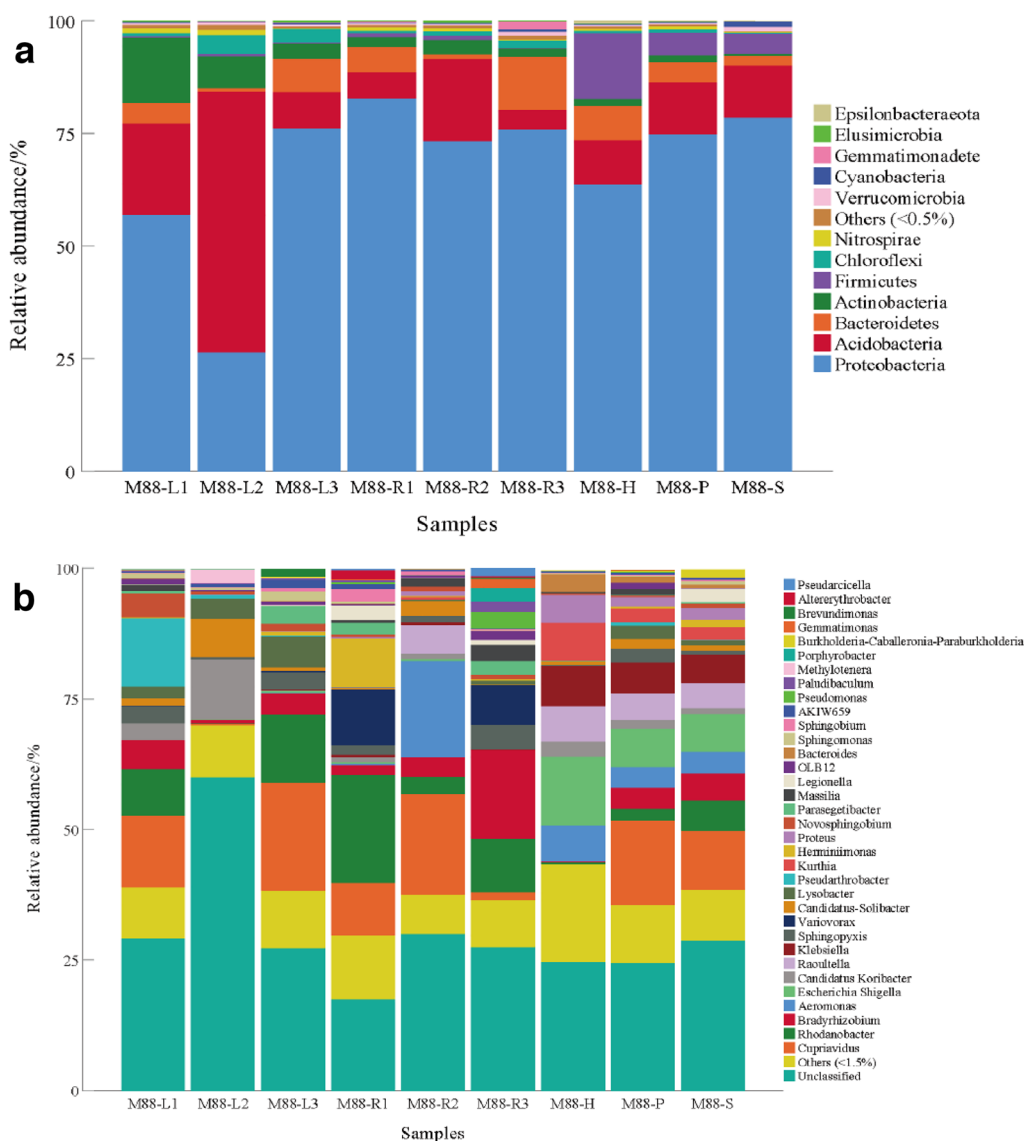 a
100
75
50
25
0
Relative abundance/%
M88-L1 M88-L2 M88-L3 M88-R1 M88-R2 M88-R3 M88-H M88-P M88-S
Samples
Epsilonbacteraeota
Elusimicrobia
Gemmatimonadete
Cyanobacteria
Verrucomicrobia
Others (<0.5%)
Nitrospirae
Chloroflexi
Firmicutes
Actinobacteria
Bacteroidetes
Acidobacteria
Proteobacteria
b
100
75
50
25
0
Relative abundance/%
M88-L1 M88-L2 M88-L3 M88-R1 M88-R2 M88-R3 M88-H M88-P M88-S
Samples
Pseudarcicella
Altererythrobacter
Brevundimonas
Gemmatimonas
Burkholderia-Caballeronia-Paraburkholderia
Porphyrobacter
Methylotenera
Paludibaculum
Pseudomonas
AKIW659
Sphingobium
Sphingomonas
Bacteroides
OLB12
Legionella
Massilia
Parasegetibacter
Novosphingobium
Proteus
Herminiimonas
Kurthia
Pseudarthrobacter
Lysobacter
Candidatus-Solibacter
Variovorax
Sphingopyxis
Klebsiella
Raoultella
Candidatus Koribacter
Escherichia Shigella
Aeromonas
Bradyrhizobium
Rhodanobacter
Cupriavidus
Others (<1.5%)
Unclassified